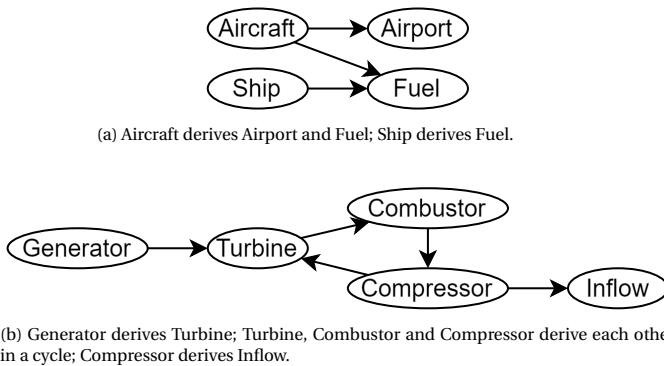 Aircraft Airport
Ship Fuel
(a) Aircraft derives Airport and Fuel; Ship derives Fuel.
Combustor
Generator Turbine
Compressor Inflow
(b) Generator derives Turbine; Turbine, Combustor and Compressor derive each othe
in a cycle; Compressor derives Inflow.